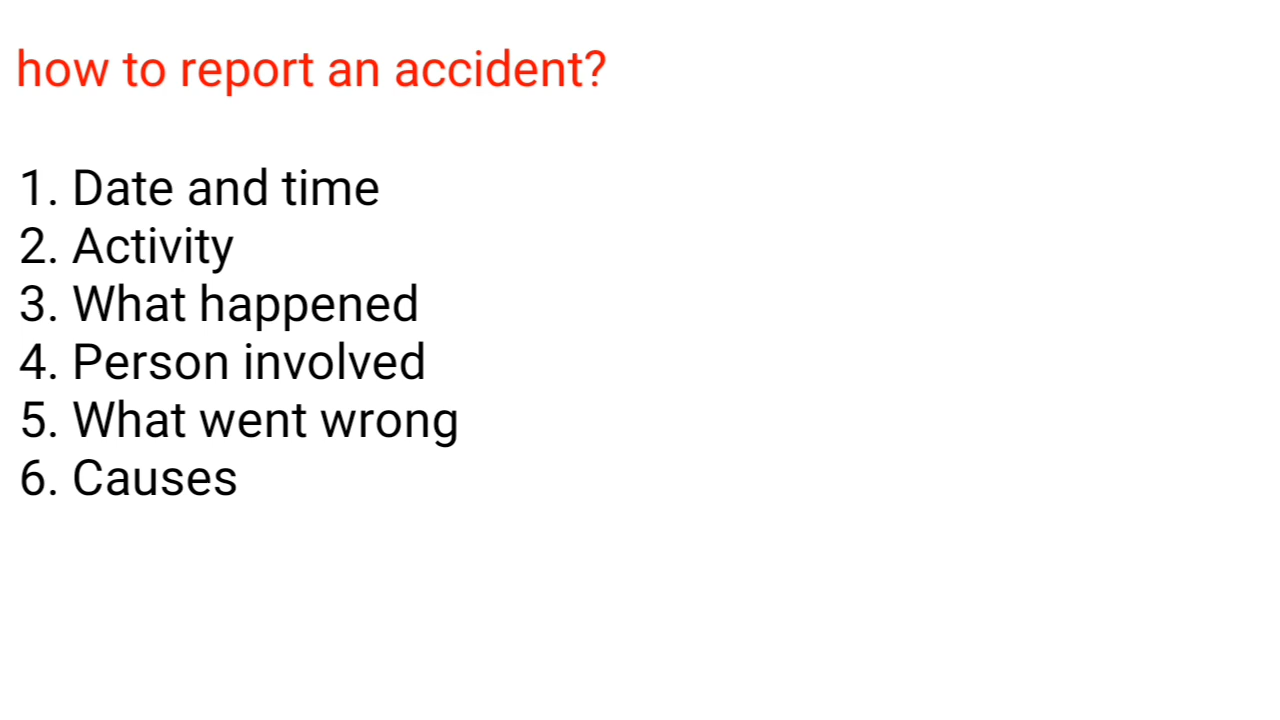 how to report an accident?
1. Date and time
2. Activity
3. What happened
4. Person involved
5. What went wrong
6. Causes